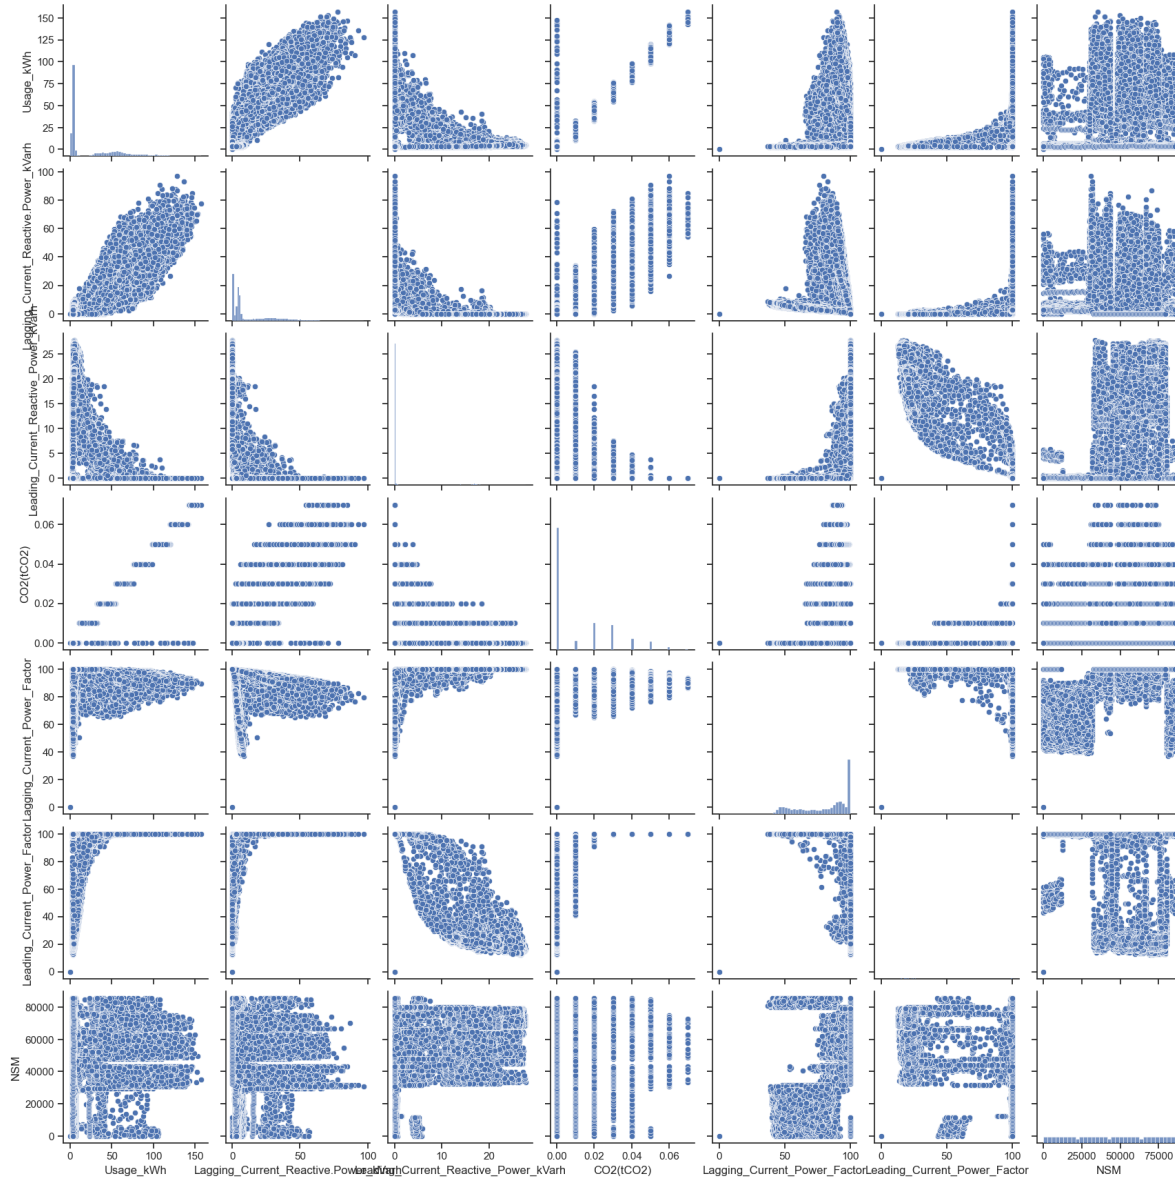 Usage_kWh
150
125
100
75
50
25
0
Lagging_Current_Reactive.Power_kVarh
100
80
60
40
20
0
Leading_Current_Reactive_Power_kVarh
25
20
15
10
5
0
CO2(tCO2)
0.06
0.04
0.02
0.00
Lagging_Current_Power_Factor
100
80
60
40
20
0
Leading_Current_Power_Factor
100
80
60
40
20
0
NSM
80000
60000
40000
20000
0
0 50 100 150
Usage_kWh
0 50 100
Lagging_Current_Reactive.Power_kVarh
0 10 20
Leading_Current_Reactive_Power_kVarh
0.00 0.02 0.04 0.06
CO2(tCO2)
0 50 100
Lagging_Current_Power_Factor
0 50 100
Leading_Current_Power_Factor
0 25000 50000 75000
NSM